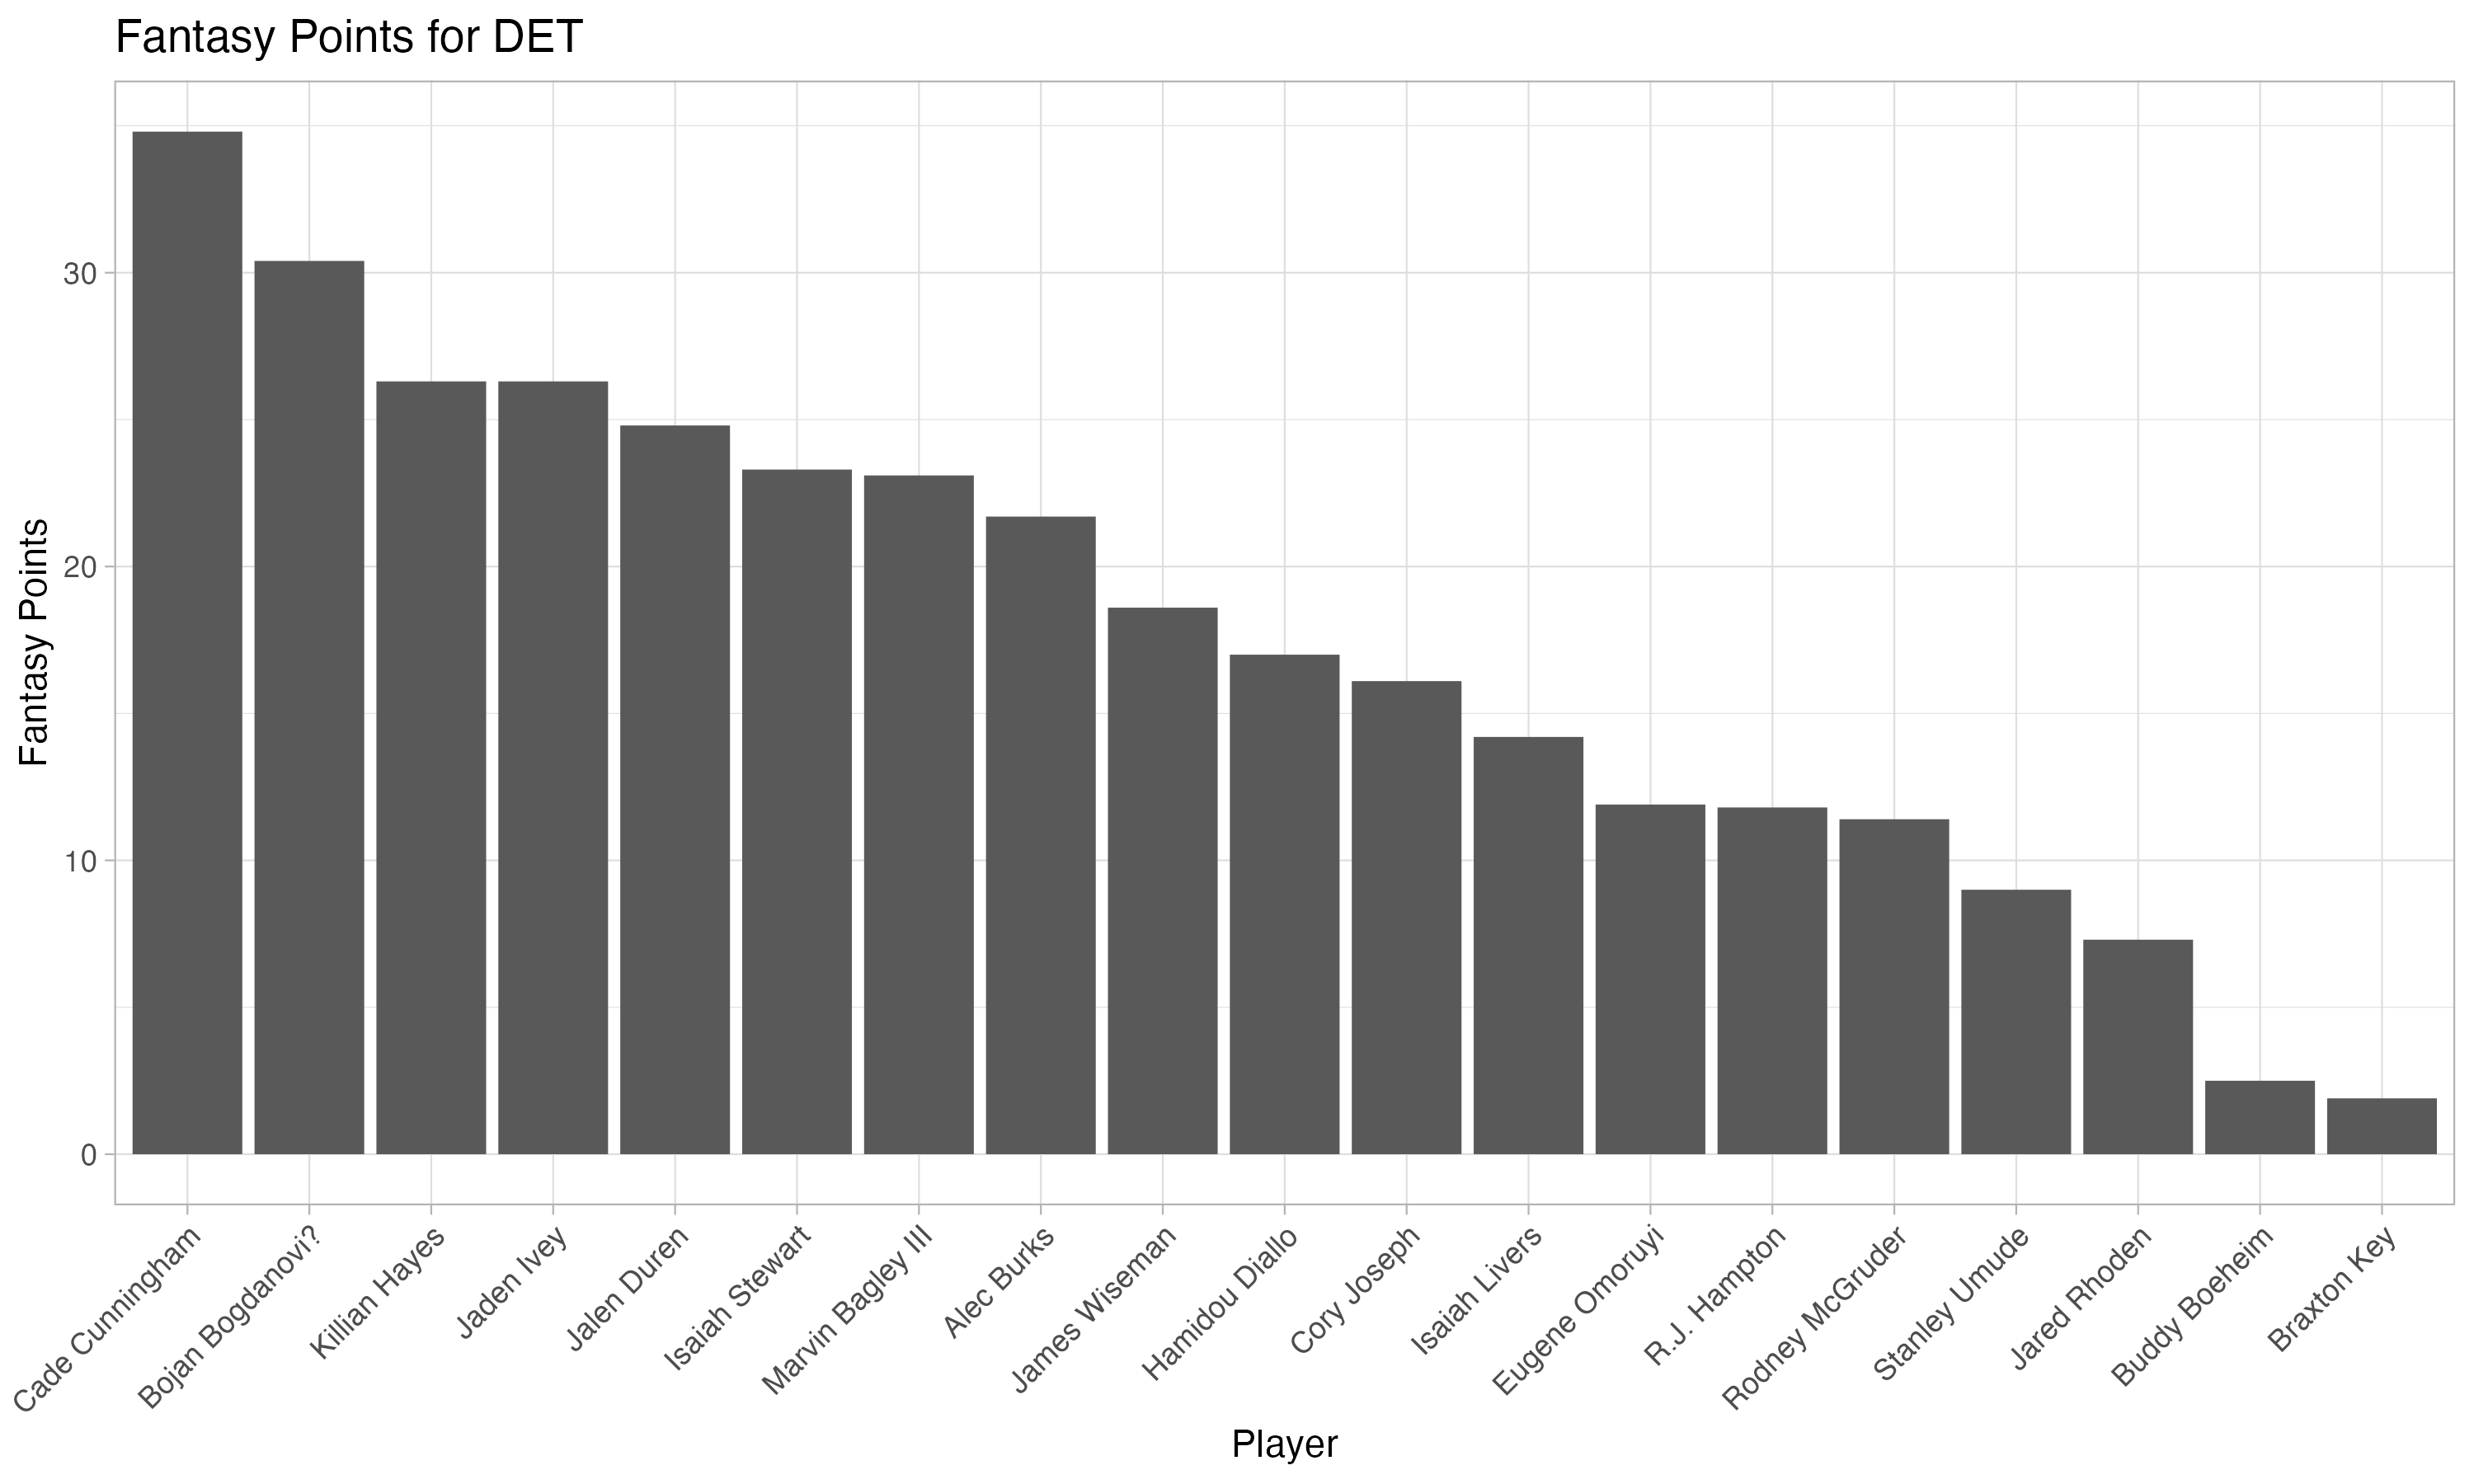 Fantasy Points for DET
Fantasy Points
30
20
10
0
Cade Cunningham
Bojan Bogdanovi?
Killian Hayes
Jaden Ivey
Jalen Duren
Isaiah Stewart
Marvin Bagley III
Alec Burks
James Wiseman
Hamidou Diallo
Cory Joseph
Isaiah Livers
Eugene Omoruyi
R.J. Hampton
Rodney McGruder
Stanley Umude
Jared Rhoden
Buddy Boeheim
Braxton Key
Player